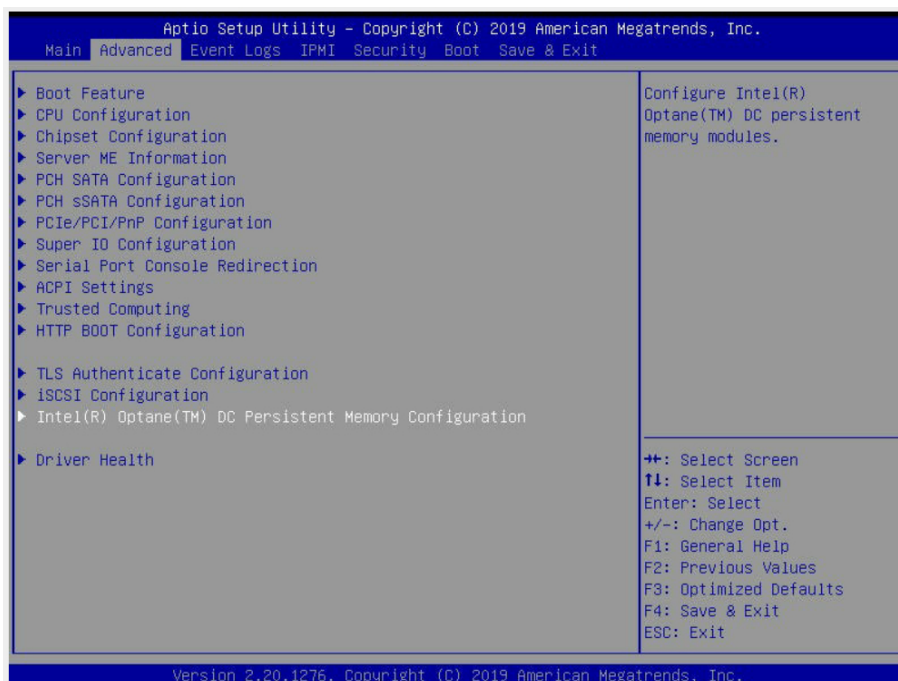 Aptio Setup Utility – Copyright (C) 2019 American Megatrends, Inc.
Main Advanced Event Logs IPMI Security Boot Save & Exit
▶ Boot Feature
▶ CPU Configuration
▶ Chipset Configuration
▶ Server ME Information
▶ PCH SATA Configuration
▶ PCH sSATA Configuration
▶ PCIe/PCI/PnP Configuration
▶ Super IO Configuration
▶ Serial Port Console Redirection
▶ ACPI Settings
▶ Trusted Computing
▶ HTTP BOOT Configuration
▶ TLS Authenticate Configuration
▶ iSCSI Configuration
▶ Intel(R) Optane(TM) DC Persistent Memory Configuration
▶ Driver Health
Configure Intel(R)
Optane(TM) DC persistent
memory modules.
→←: Select Screen
↑↓: Select Item
Enter: Select
+/-: Change Opt.
F1: General Help
F2: Previous Values
F3: Optimized Defaults
F4: Save & Exit
ESC: Exit
Version 2.20.1276. Copyright (C) 2019 American Megatrends, Inc.